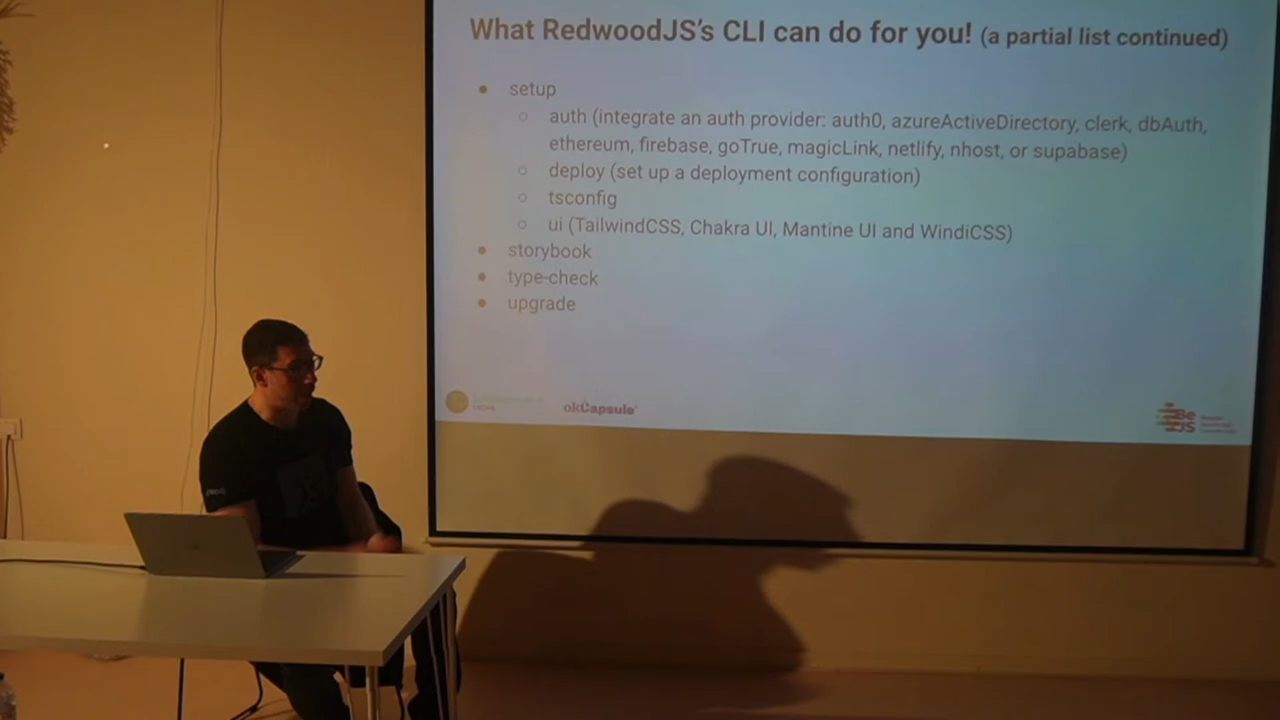 What RedwoodJS's CLI can do for you! (a partial list continued)
● setup
○ auth (integrate an auth provider: auth0, azureActiveDirectory, clerk, dbAuth,
ethereum, firebase, goTrue, magicLink, netlify, nhost, or supabase)
○ deploy (set up a deployment configuration)
○ tsconfig
○ ui (TailwindCSS, Chakra UI, Mantine UI and WindiCSS)
● storybook
● type-check
● upgrade
okCapsule
Be
JS